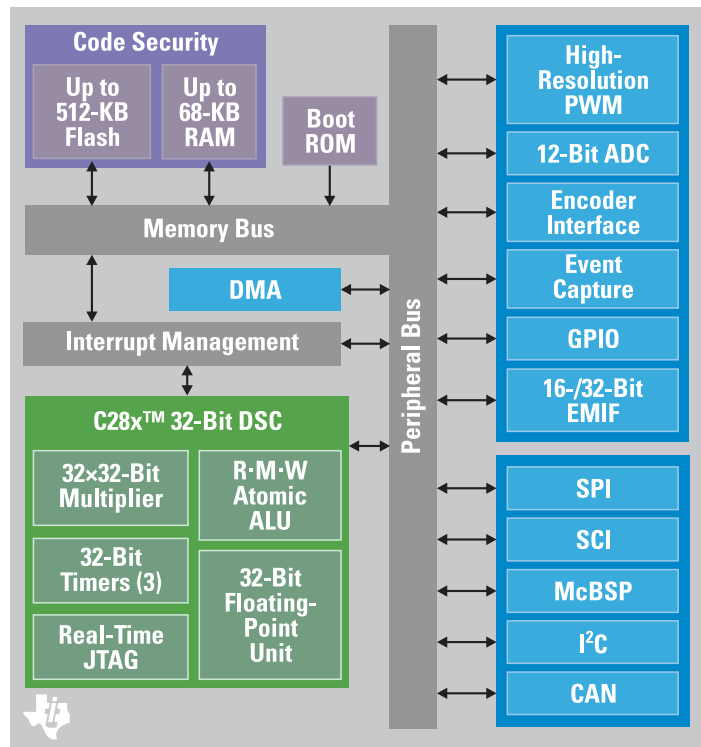 Code Security
Up to
512-KB
Flash
Up to
68-KB
RAM
Boot
ROM
Memory Bus
DMA
Interrupt Management
C28x™ 32-Bit DSC
32×32-Bit
Multiplier
R·M·W
Atomic
ALU
32-Bit
Timers (3)
32-Bit
Floating-
Point
Unit
Real-Time
JTAG
Peripheral Bus
High-
Resolution
PWM
12-Bit ADC
Encoder
Interface
Event
Capture
GPIO
16-/32-Bit
EMIF
SPI
SCI
McBSP
I²C
CAN